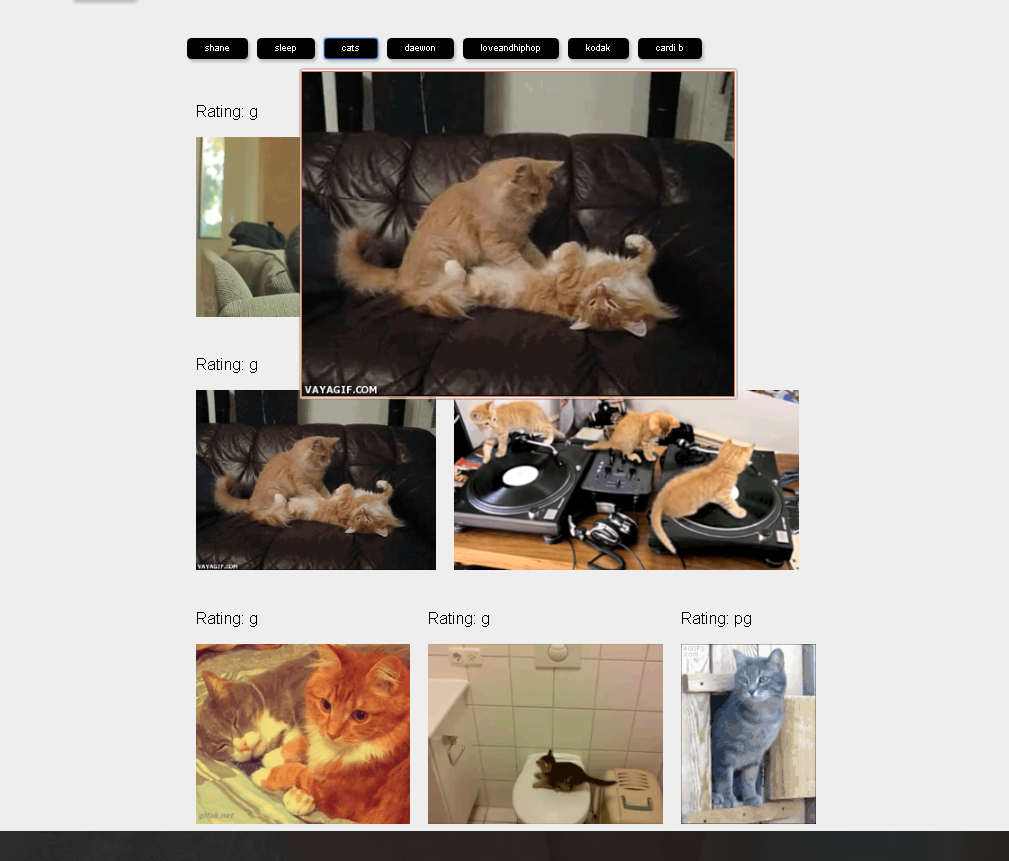 shane sleep cats daewon loveandhiphop kodak cardi b
Rating: g
VAYAGIF.COM
Rating: g
VAYAGIF.COM
Rating: g Rating: g Rating: pg
4GIFs
.com
gifak.net